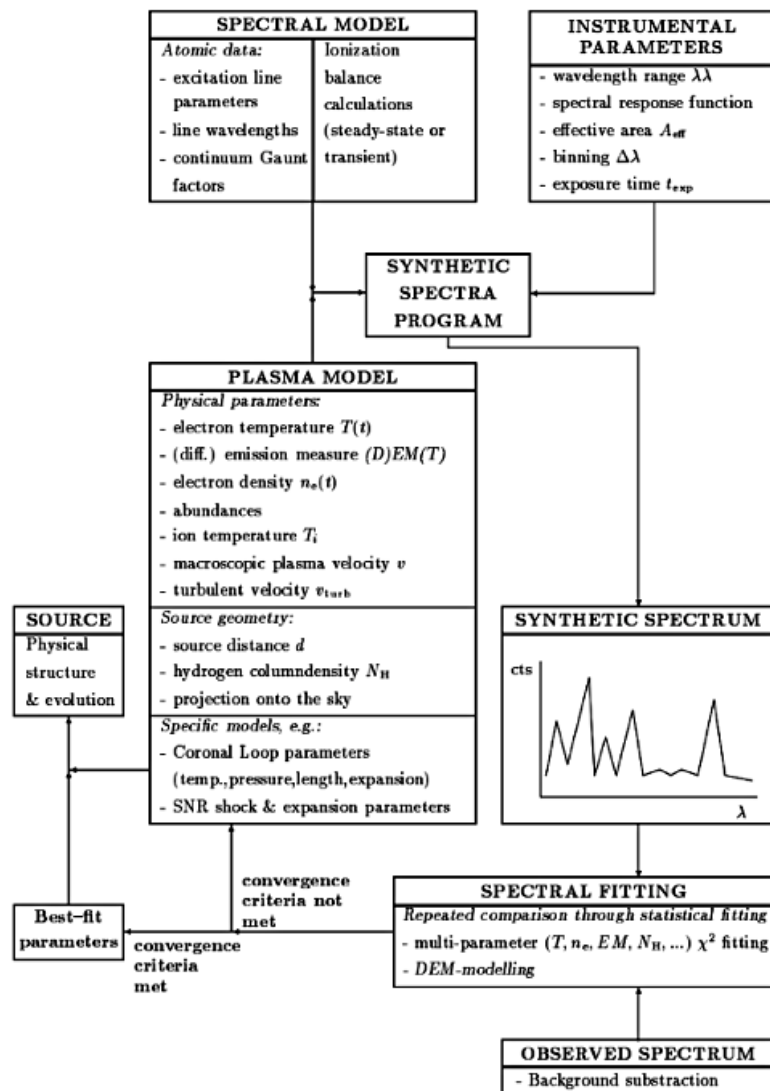 SPECTRAL MODEL
Atomic data:
- excitation line
parameters
- line wavelengths
- continuum Gaunt
factors
Ionization
balance
calculations
(steady-state or
transient)
INSTRUMENTAL
PARAMETERS
- wavelength range λλ
- spectral response function
- effective area A_eff
- binning Δλ
- exposure time t_exp
SYNTHETIC
SPECTRA
PROGRAM
PLASMA MODEL
Physical parameters:
- electron temperature T(t)
- (diff.) emission measure (D)EM(T)
- electron density n_e(t)
- abundances
- ion temperature T_i
- macroscopic plasma velocity v
- turbulent velocity v_turb
Source geometry:
- source distance d
- hydrogen columndensity N_H
- projection onto the sky
Specific models, e.g.:
- Coronal Loop parameters
(temp.,pressure,length,expansion)
- SNR shock & expansion parameters
SOURCE
Physical
structure
& evolution
SYNTHETIC SPECTRUM
cts
λ
SPECTRAL FITTING
Repeated comparison through statistical fitting
- multi-parameter (T, n_e, EM, N_H, ...) χ² fitting
- DEM-modelling
convergence
criteria not
met
Best–fit
parameters
convergence
criteria
met
OBSERVED SPECTRUM
- Background substraction